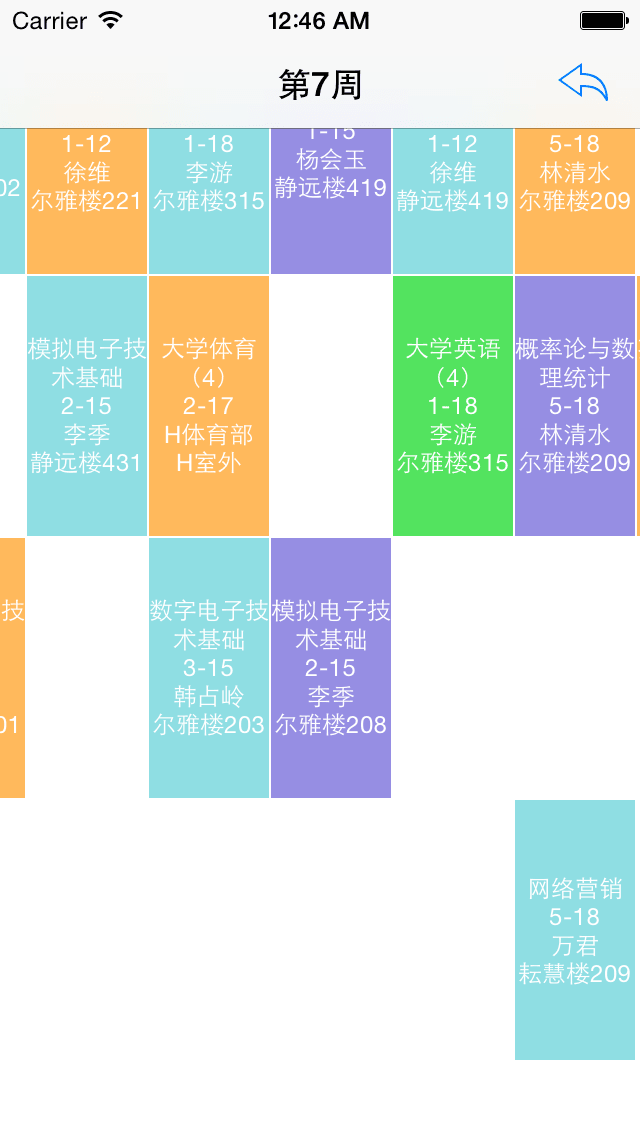 Carrier
12:46 AM
第7周
02
1-12
徐维
尔雅楼221
1-18
李游
尔雅楼315
1-15
杨会玉
静远楼419
1-12
徐维
静远楼419
5-18
林清水
尔雅楼209
模拟电子技
术基础
2-15
李季
静远楼431
大学体育
（4）
2-17
H体育部
H室外
大学英语
（4）
1-18
李游
尔雅楼315
概率论与数
理统计
5-18
林清水
尔雅楼209
技
01
数字电子技
术基础
3-15
韩占岭
尔雅楼203
模拟电子技
术基础
2-15
李季
尔雅楼208
网络营销
5-18
万君
耘慧楼209